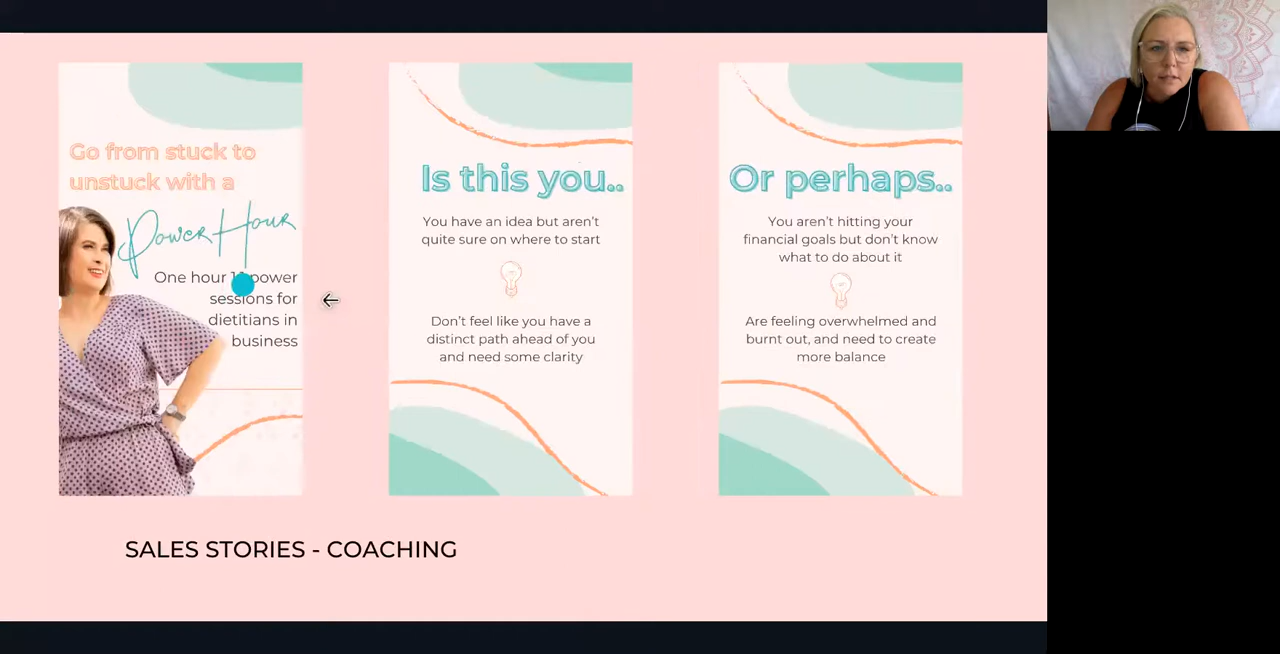 Go from stuck to
unstuck with a
Power Hour
One hour power
sessions for
dietitians in
business
Is this you..
You have an idea but aren't
quite sure on where to start
Don't feel like you have a
distinct path ahead of you
and need some clarity
Or perhaps..
You aren't hitting your
financial goals but don't know
what to do about it
Are feeling overwhelmed and
burnt out, and need to create
more balance
SALES STORIES - COACHING